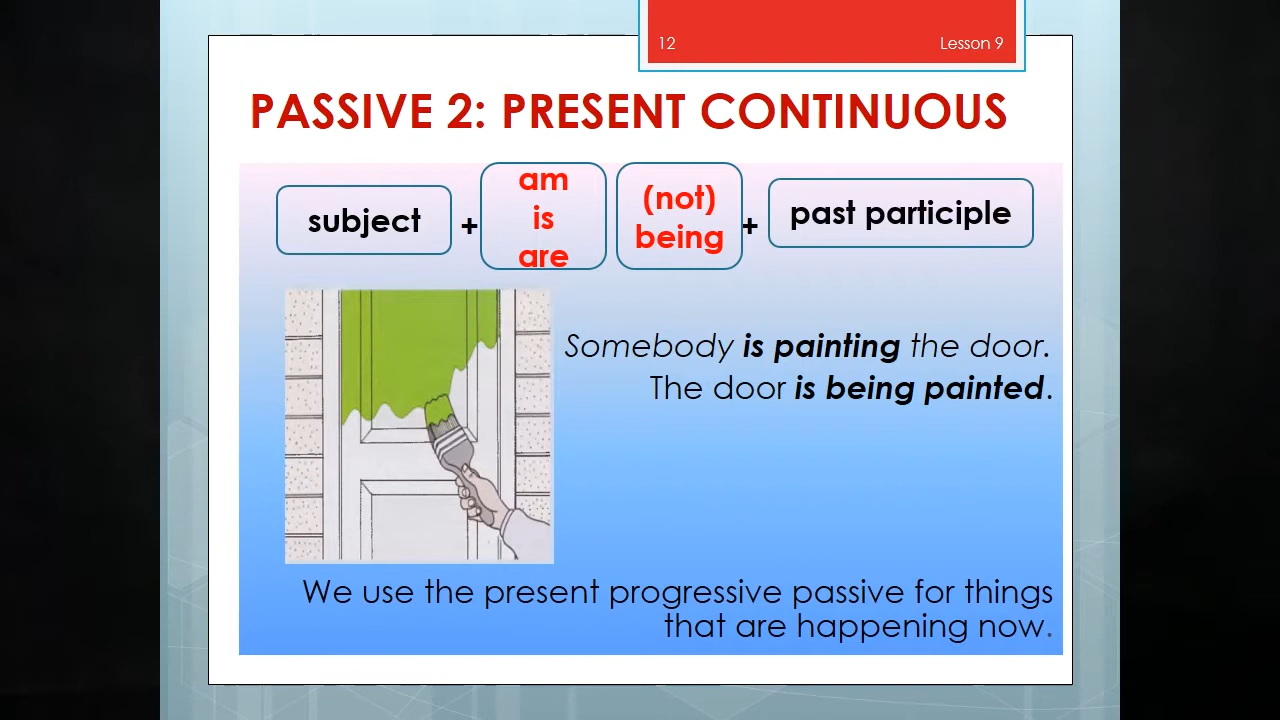 12 Lesson 9
PASSIVE 2: PRESENT CONTINUOUS
subject + am is are (not) being + past participle
Somebody is painting the door.
The door is being painted.
We use the present progressive passive for things
that are happening now.